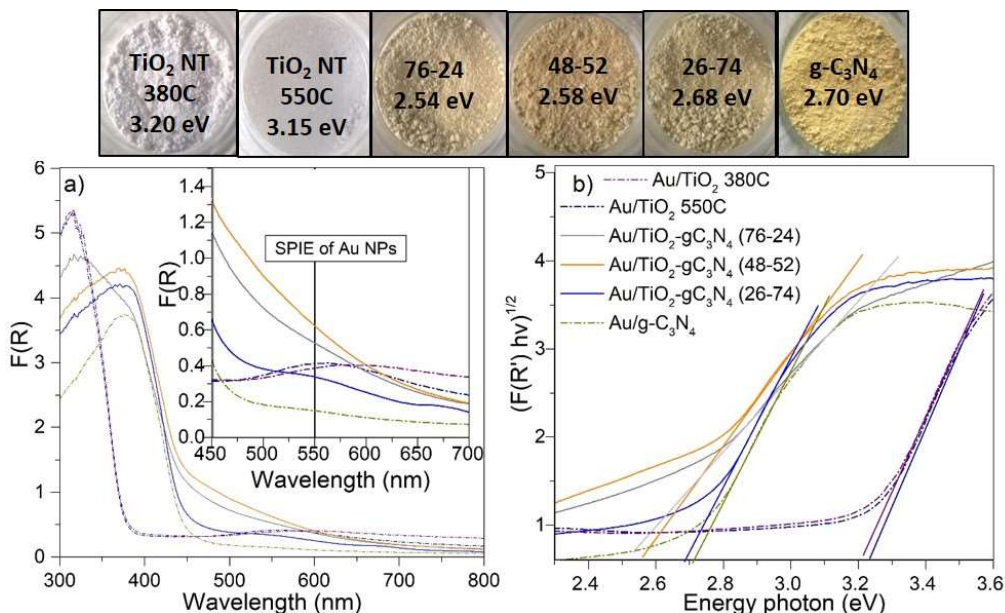 TiO₂ NT
380C
3.20 eV
TiO₂ NT
550C
3.15 eV
76-24
2.54 eV
48-52
2.58 eV
26-74
2.68 eV
g-C₃N₄
2.70 eV
a)
6
5
4
3
2
1
0
F(R)
300 400 500 600 700 800
Wavelength (nm)
1.4
1.2
1.0
0.8
0.6
0.4
0.2
0.0
F(R)
SPIE of Au NPs
450 500 550 600 650 700
Wavelength (nm)
b)
Au/TiO₂ 380C
Au/TiO₂ 550C
Au/TiO₂-gC₃N₄ (76-24)
Au/TiO₂-gC₃N₄ (48-52)
Au/TiO₂-gC₃N₄ (26-74)
Au/g-C₃N₄
5
4
3
2
1
(F(R') hν)¹/²
2.4 2.6 2.8 3.0 3.2 3.4 3.6
Energy photon (eV)